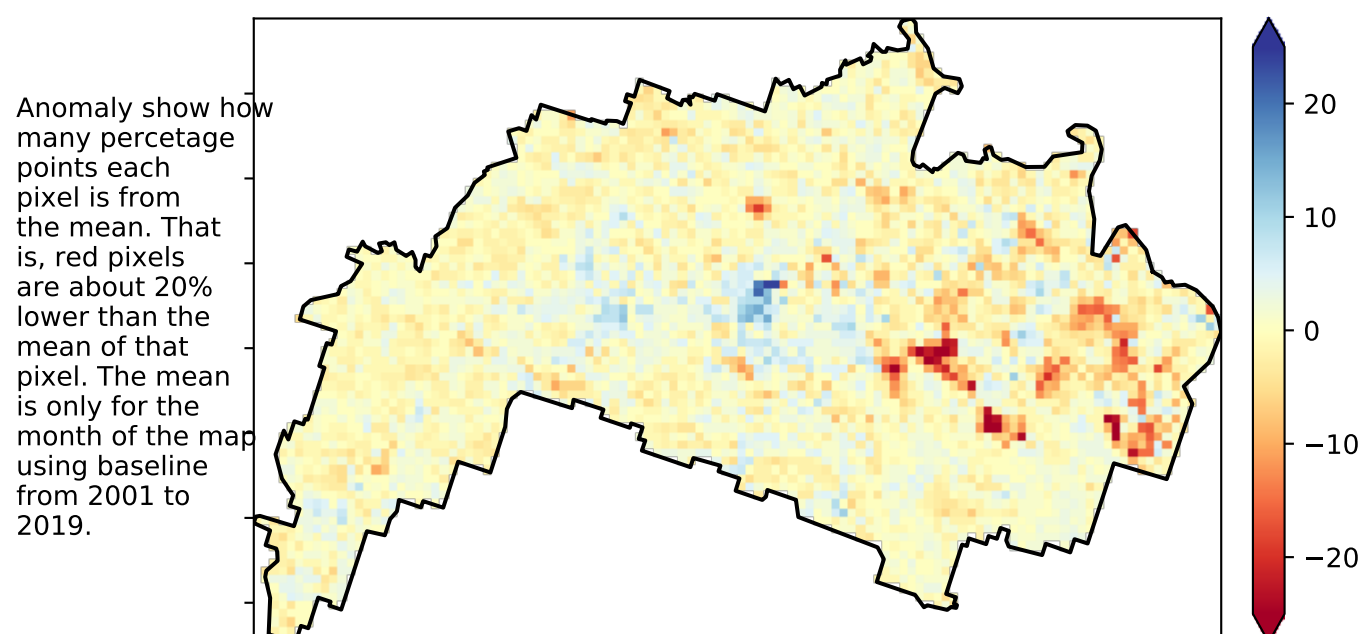 Anomaly show how
many percetage
points each
pixel is from
the mean. That
is, red pixels
are about 20%
lower than the
mean of that
pixel. The mean
is only for the
month of the map
using baseline
from 2001 to
2019.
20
10
0
−10
−20